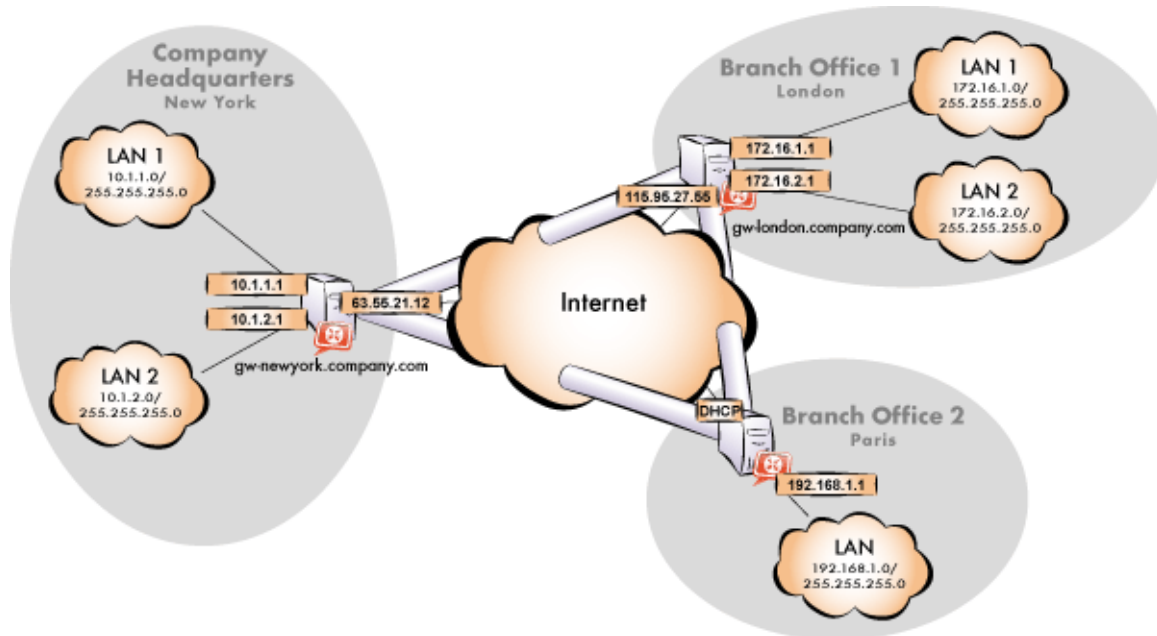 Company
Headquarters
New York
LAN 1
10.1.1.0/
255.255.255.0
10.1.1.1
10.1.2.1
63.55.21.12
gw-newyork.company.com
LAN 2
10.1.2.0/
255.255.255.0
Internet
Branch Office 1
London
LAN 1
172.16.1.0/
255.255.255.0
172.16.1.1
172.16.2.1
115.95.27.55
gw-london.company.com
LAN 2
172.16.2.0/
255.255.255.0
Branch Office 2
Paris
DHCP
192.168.1.1
LAN
192.168.1.0/
255.255.255.0